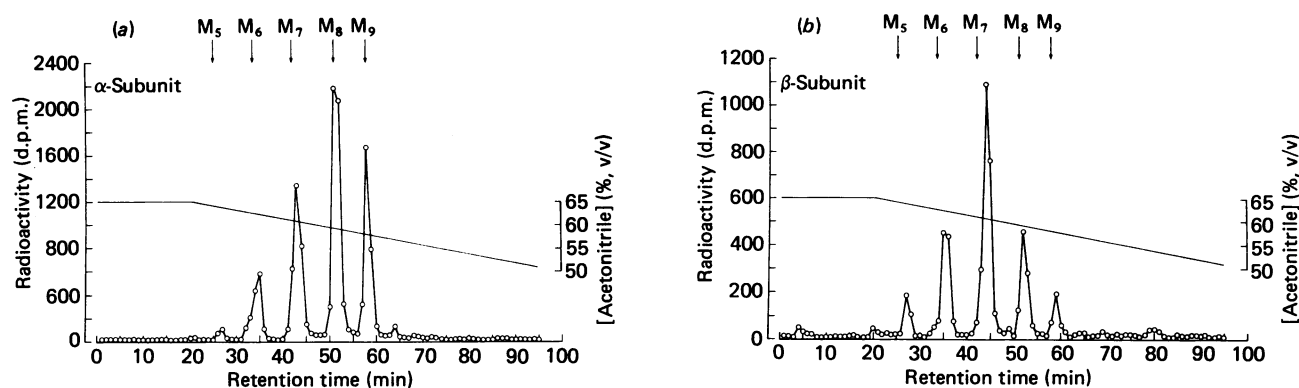 (a)
M5 M6 M7 M8 M9
α-Subunit
Radioactivity (d.p.m.)
2400
2000
1600
1200
800
600
0
65
60
55
50
[Acetonitrile] (%, v/v)
0 10 20 30 40 50 60 70 80 90 100
Retention time (min)
(b)
M5 M6 M7 M8 M9
β-Subunit
Radioactivity (d.p.m.)
1200
1000
800
600
400
200
0
65
60
55
50
[Acetonitrile] (%, v/v)
0 10 20 30 40 50 60 70 80 90 100
Retention time (min)